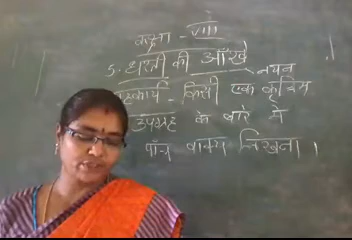 कक्षा - VIII
5. धरती की आँखें
नयन
गृहकार्य - किसी एक कृत्रिम
उपग्रह के बारे में
पाँच वाक्य लिखना ।